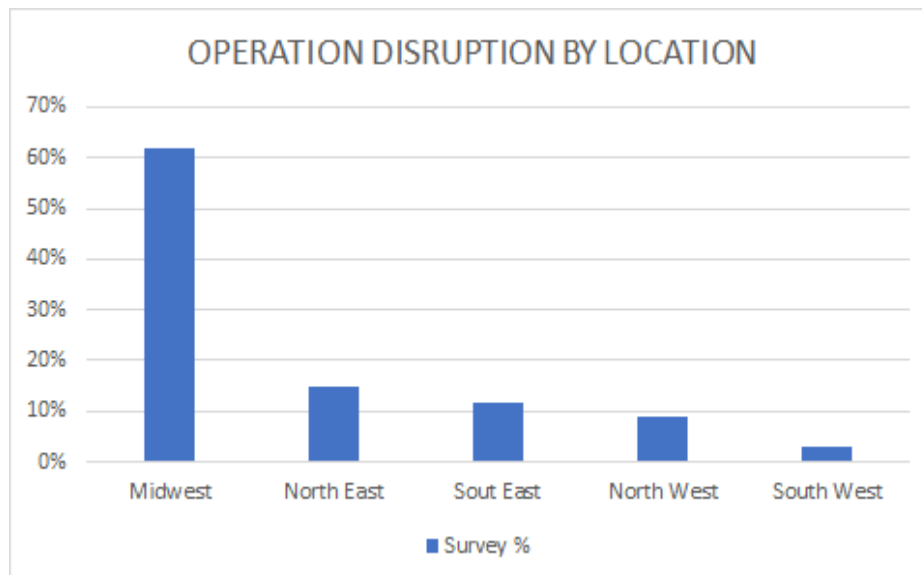 OPERATION DISRUPTION BY LOCATION
70%
60%
50%
40%
30%
20%
10%
0%
Midwest North East Sout East North West South West
Survey %